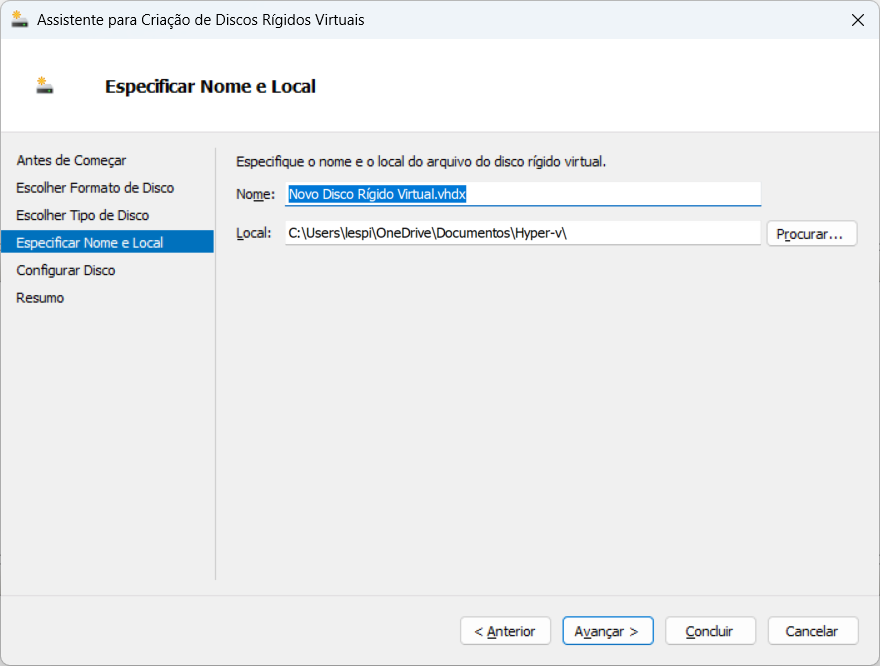 Assistente para Criação de Discos Rígidos Virtuais
Especificar Nome e Local
Antes de Começar
Escolher Formato de Disco
Escolher Tipo de Disco
Especificar Nome e Local
Configurar Disco
Resumo
Especifique o nome e o local do arquivo do disco rígido virtual.
Nome: Novo Disco Rígido Virtual.vhdx
Local: C:\Users\lespi\OneDrive\Documentos\Hyper-v\ Procurar...
< Anterior Avançar > Concluir Cancelar